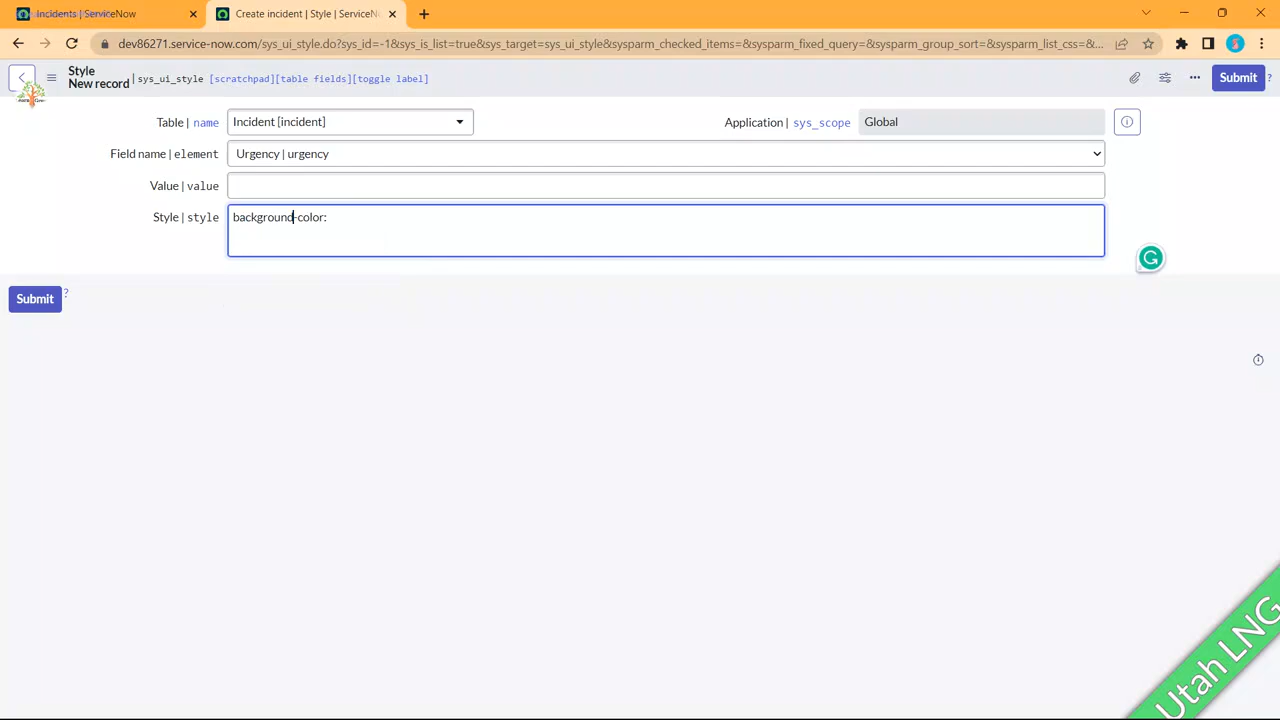 Incidents | ServiceNow
Create incident | Style | ServiceN
dev86271.service-now.com/sys_ui_style.do?sys_id=-1&sys_is_list=true&sys_target=sys_ui_style&sysparm_checked_items=&sysparm_fixed_query=&sysparm_group_sort=&sysparm_list_css=&...
Style
New record | sys_ui_style [scratchpad][table fields][toggle label]
Submit ?
Table | name Incident [incident] Application | sys_scope Global
Field name | element Urgency | urgency
Value | value
Style | style background-color:
Submit ?
Utah LNG